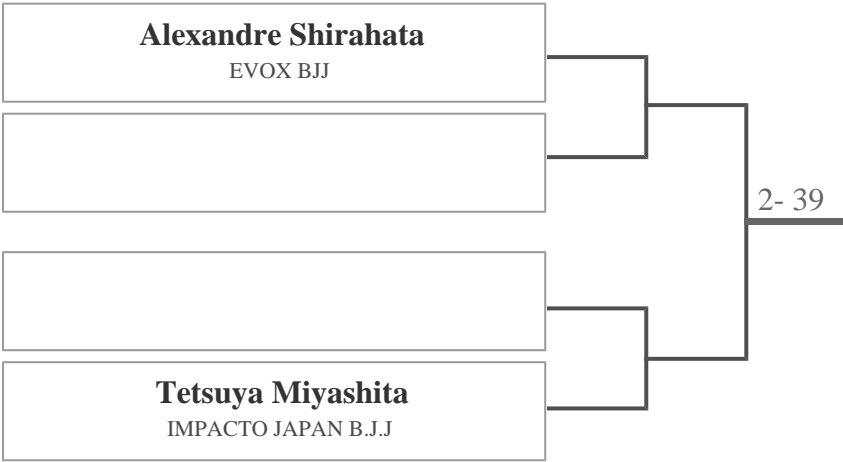 Alexandre Shirahata
EVOX BJJ
2- 39
Tetsuya Miyashita
IMPACTO JAPAN B.J.J